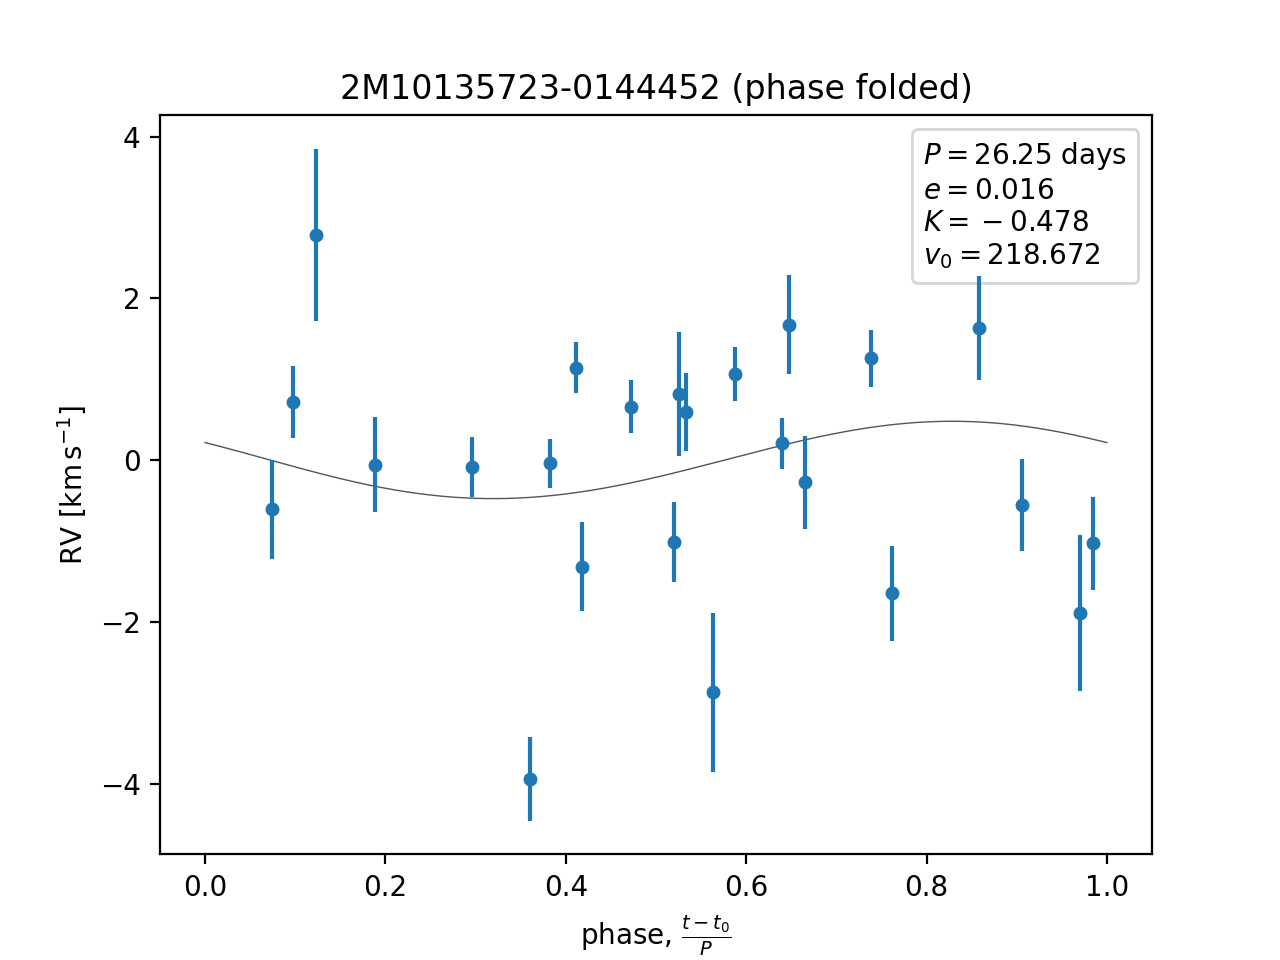 2M10135723-0144452 (phase folded)
P = 26.25 days
e = 0.016
K = −0.478
v₀ = 218.672
4
2
0
−2
−4
RV [km s⁻¹]
0.0 0.2 0.4 0.6 0.8 1.0
phase, (t − t₀)/P